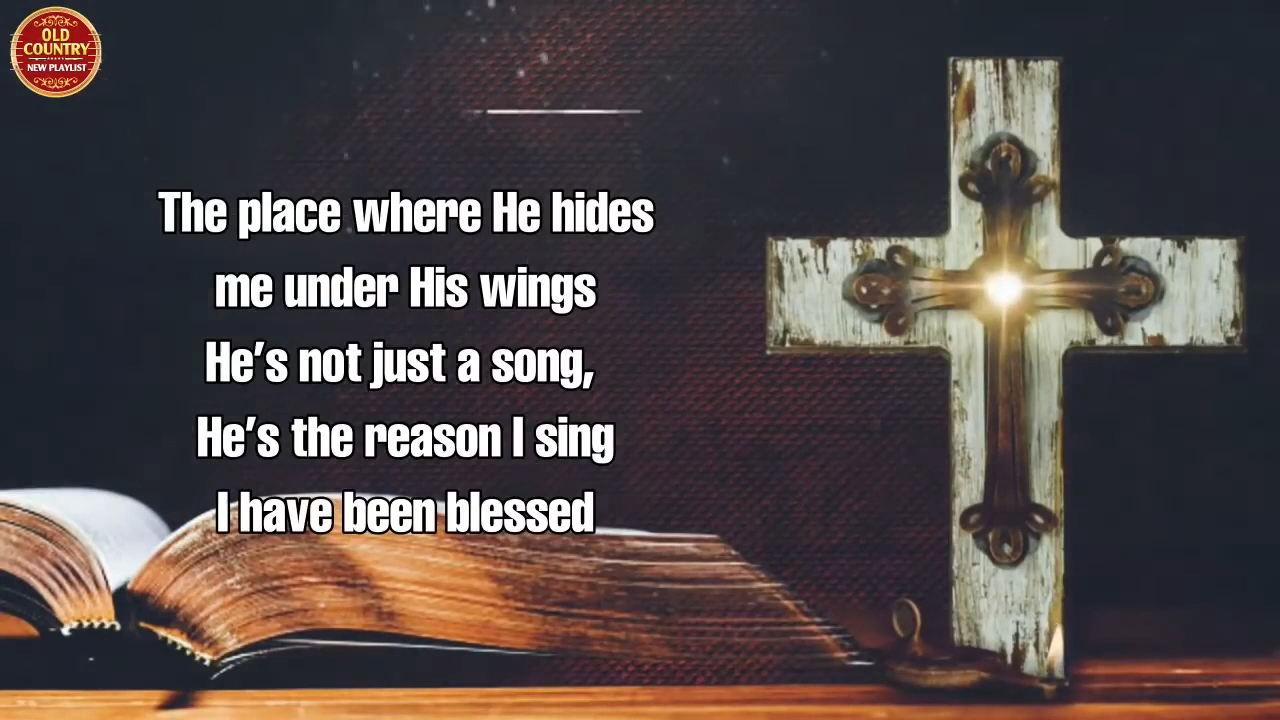 OLD
COUNTRY
NEW PLAYLIST
The place where He hides
me under His wings
He's not just a song,
He's the reason I sing
I have been blessed